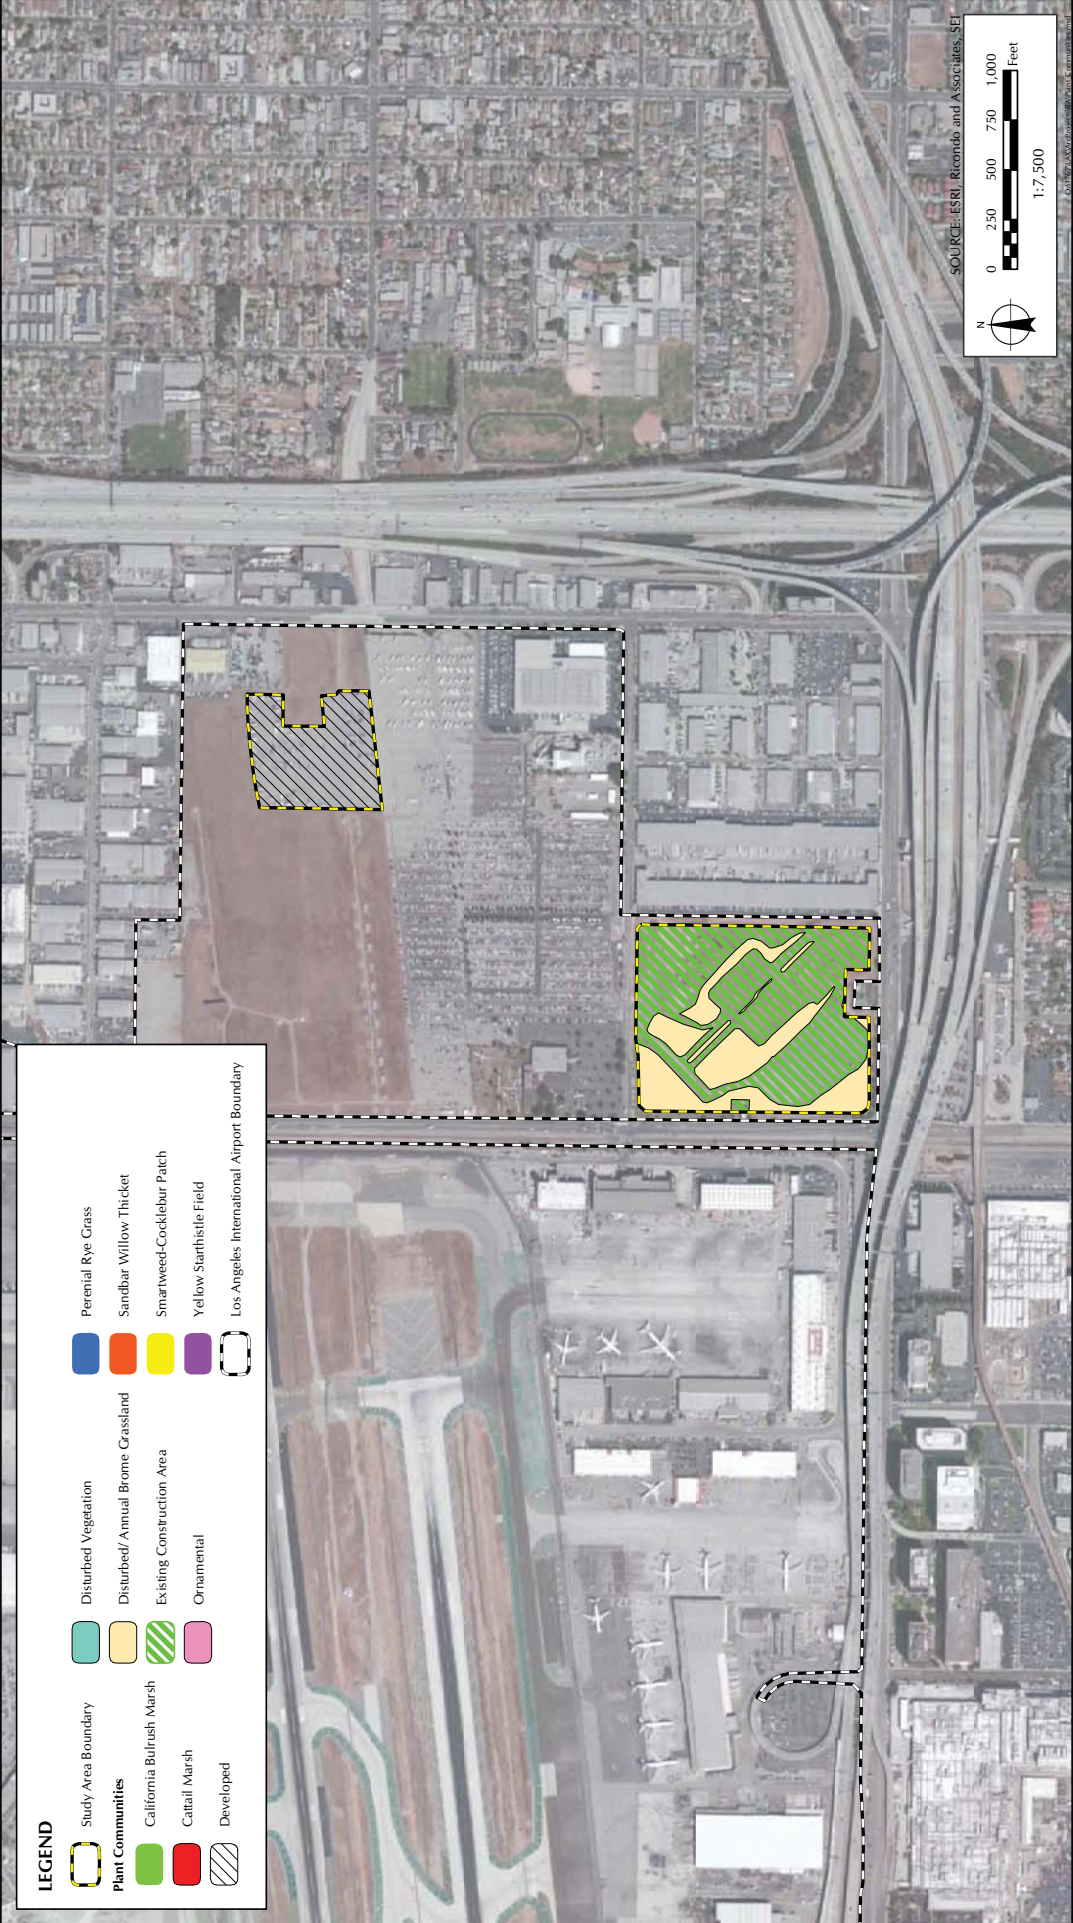 LEGEND
Study Area Boundary
Plant Communities
California Bulrush Marsh
Cattail Marsh
Developed
Disturbed Vegetation
Disturbed/ Annual Brome Grassland
Existing Construction Area
Ornamental
Perenial Rye Grass
Sandbar Willow Thicket
Smartweed-Cocklebur Patch
Yellow Starthistle Field
Los Angeles International Airport Boundary
SOURCE: ESRI, Ricondo and Associates, SEI
N
0 250 500 750 1,000
Feet
1:7,500